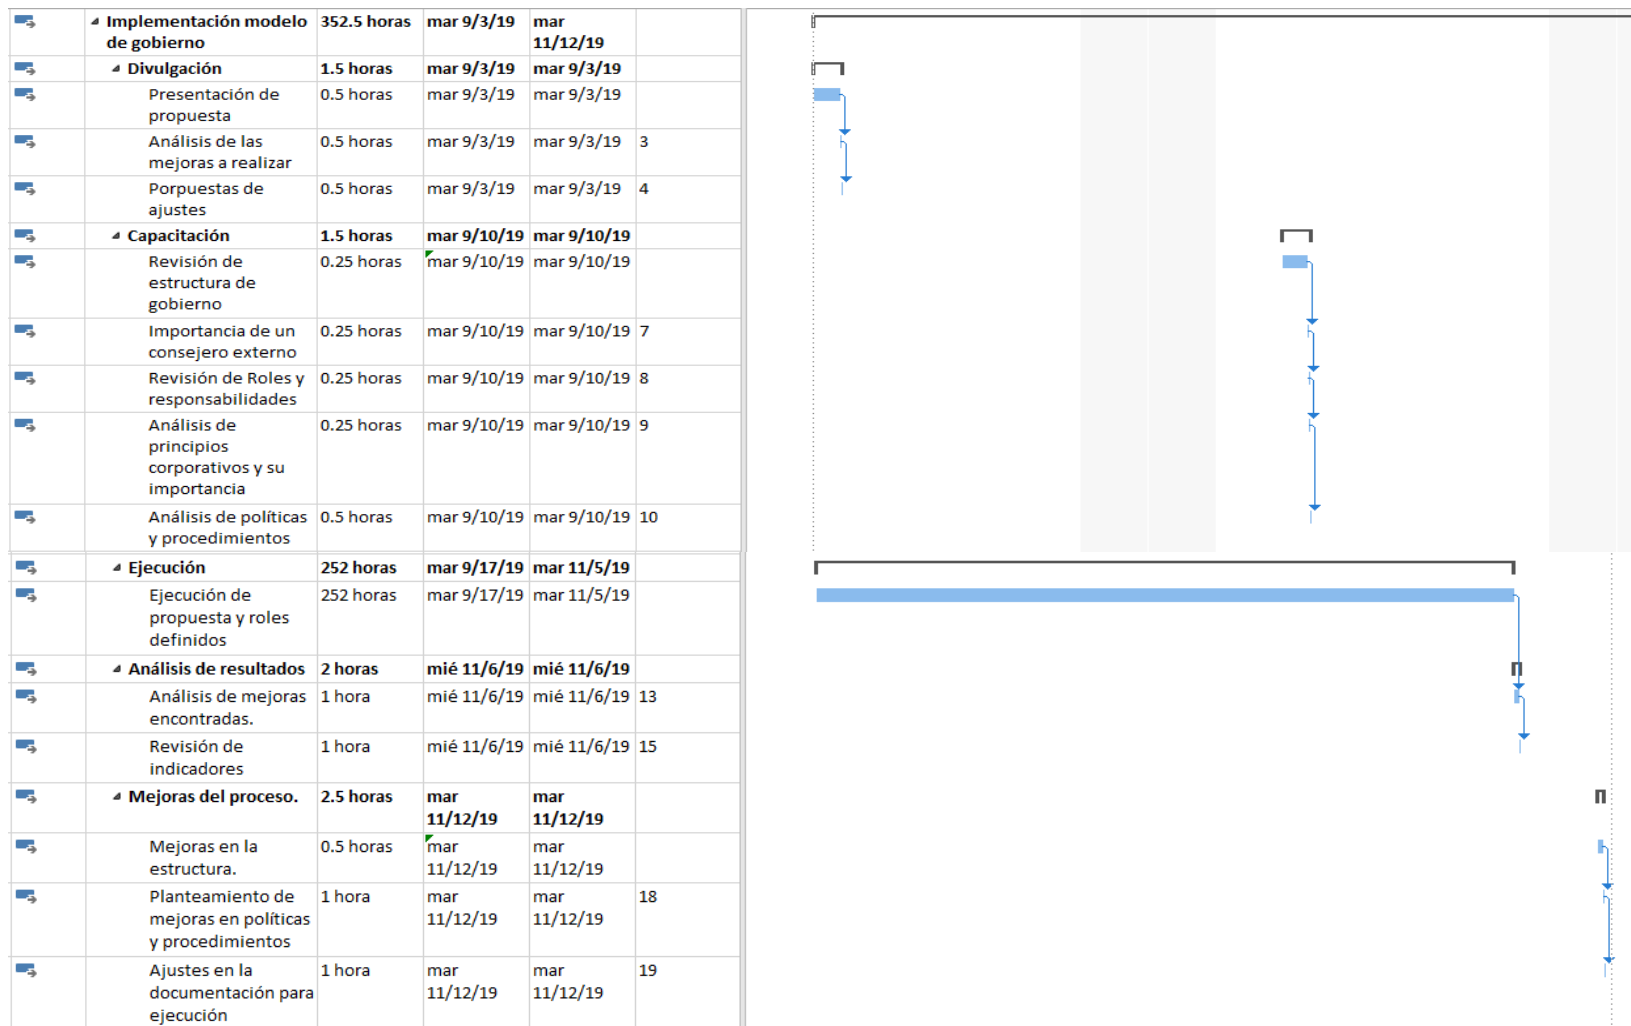 Implementación modelo 352.5 horas mar 9/3/19 mar
de gobierno 11/12/19
Divulgación 1.5 horas mar 9/3/19 mar 9/3/19
Presentación de 0.5 horas mar 9/3/19 mar 9/3/19
propuesta
Análisis de las 0.5 horas mar 9/3/19 mar 9/3/19 3
mejoras a realizar
Porpuestas de 0.5 horas mar 9/3/19 mar 9/3/19 4
ajustes
Capacitación 1.5 horas mar 9/10/19 mar 9/10/19
Revisión de 0.25 horas mar 9/10/19 mar 9/10/19
estructura de
gobierno
Importancia de un 0.25 horas mar 9/10/19 mar 9/10/19 7
consejero externo
Revisión de Roles y 0.25 horas mar 9/10/19 mar 9/10/19 8
responsabilidades
Análisis de 0.25 horas mar 9/10/19 mar 9/10/19 9
principios
corporativos y su
importancia
Análisis de políticas 0.5 horas mar 9/10/19 mar 9/10/19 10
y procedimientos
Ejecución 252 horas mar 9/17/19 mar 11/5/19
Ejecución de 252 horas mar 9/17/19 mar 11/5/19
propuesta y roles
definidos
Análisis de resultados 2 horas mié 11/6/19 mié 11/6/19
Análisis de mejoras 1 hora mié 11/6/19 mié 11/6/19 13
encontradas.
Revisión de 1 hora mié 11/6/19 mié 11/6/19 15
indicadores
Mejoras del proceso. 2.5 horas mar mar
11/12/19 11/12/19
Mejoras en la 0.5 horas mar mar
estructura. 11/12/19 11/12/19
Planteamiento de 1 hora mar mar 18
mejoras en políticas 11/12/19 11/12/19
y procedimientos
Ajustes en la 1 hora mar mar 19
documentación para 11/12/19 11/12/19
ejecución